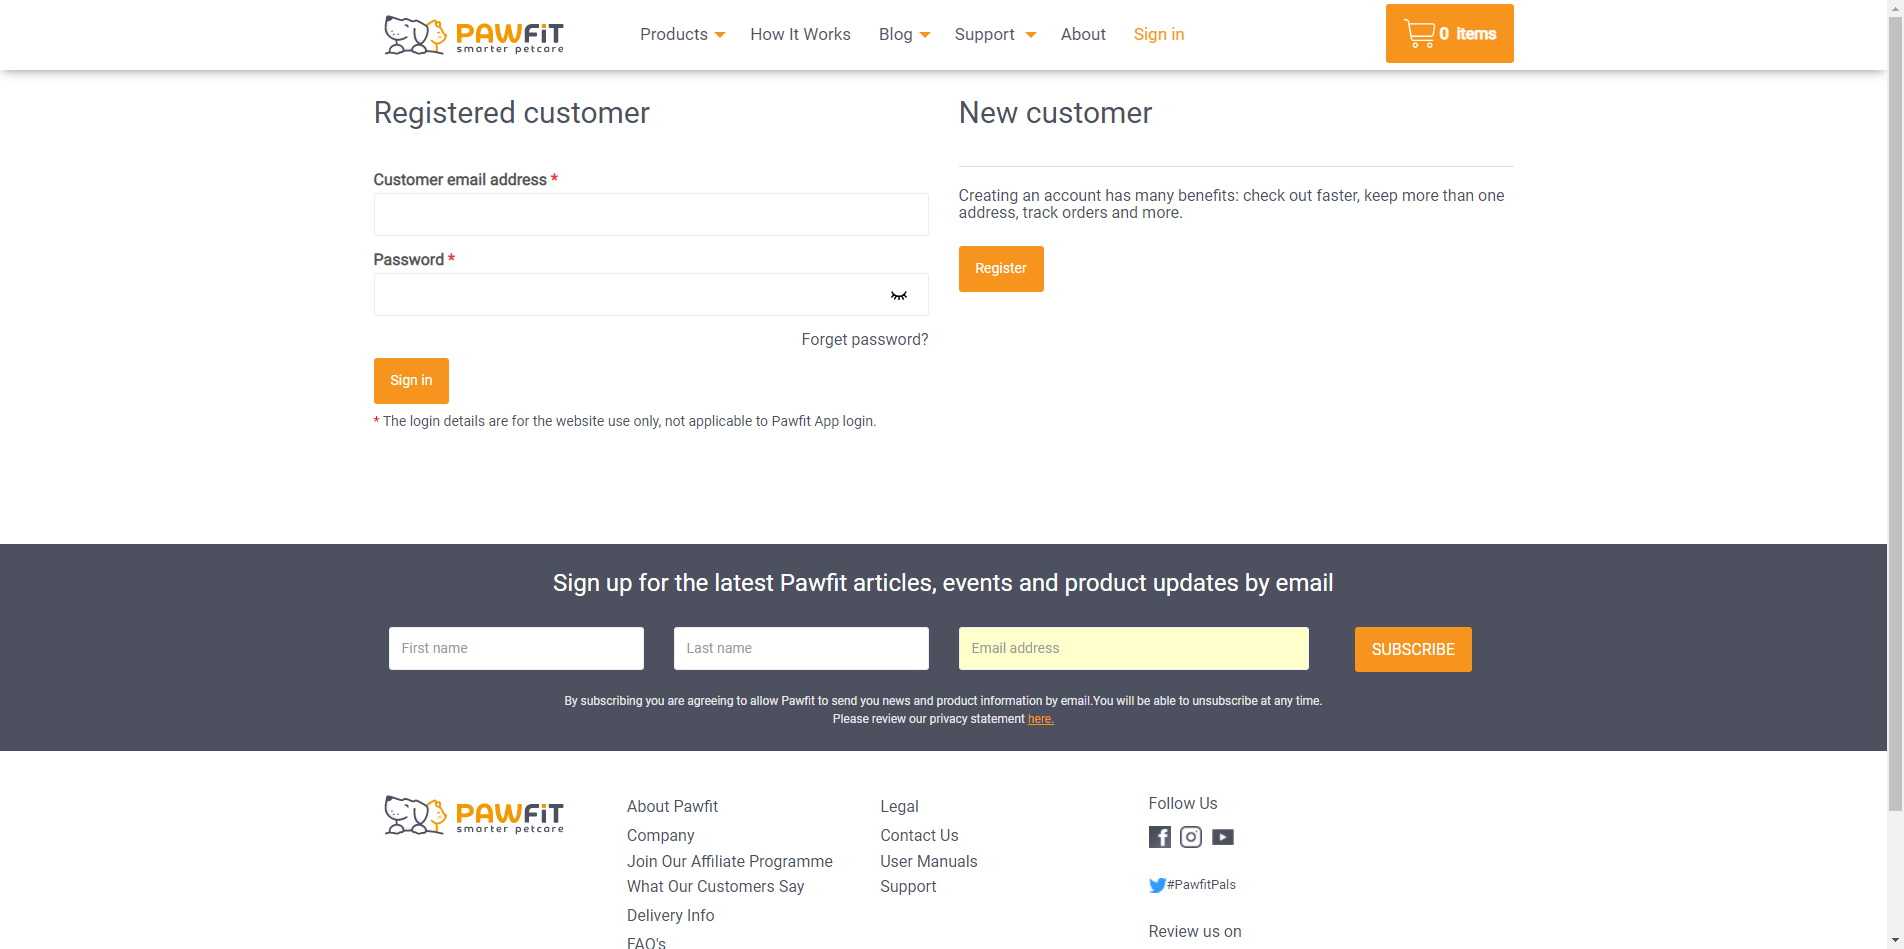 PAWFiT
smarter petcare
Products
How It Works
Blog
Support
About
Sign in
0 items
Registered customer
Customer email address *
Password *
Forget password?
Sign in
* The login details are for the website use only, not applicable to Pawfit App login.
New customer
Creating an account has many benefits: check out faster, keep more than one
address, track orders and more.
Register
Sign up for the latest Pawfit articles, events and product updates by email
First name
Last name
Email address
SUBSCRIBE
By subscribing you are agreeing to allow Pawfit to send you news and product information by email.You will be able to unsubscribe at any time.
Please review our privacy statement here.
PAWFiT
smarter petcare
About Pawfit
Company
Join Our Affiliate Programme
What Our Customers Say
Delivery Info
FAQ's
Legal
Contact Us
User Manuals
Support
Follow Us
#PawfitPals
Review us on